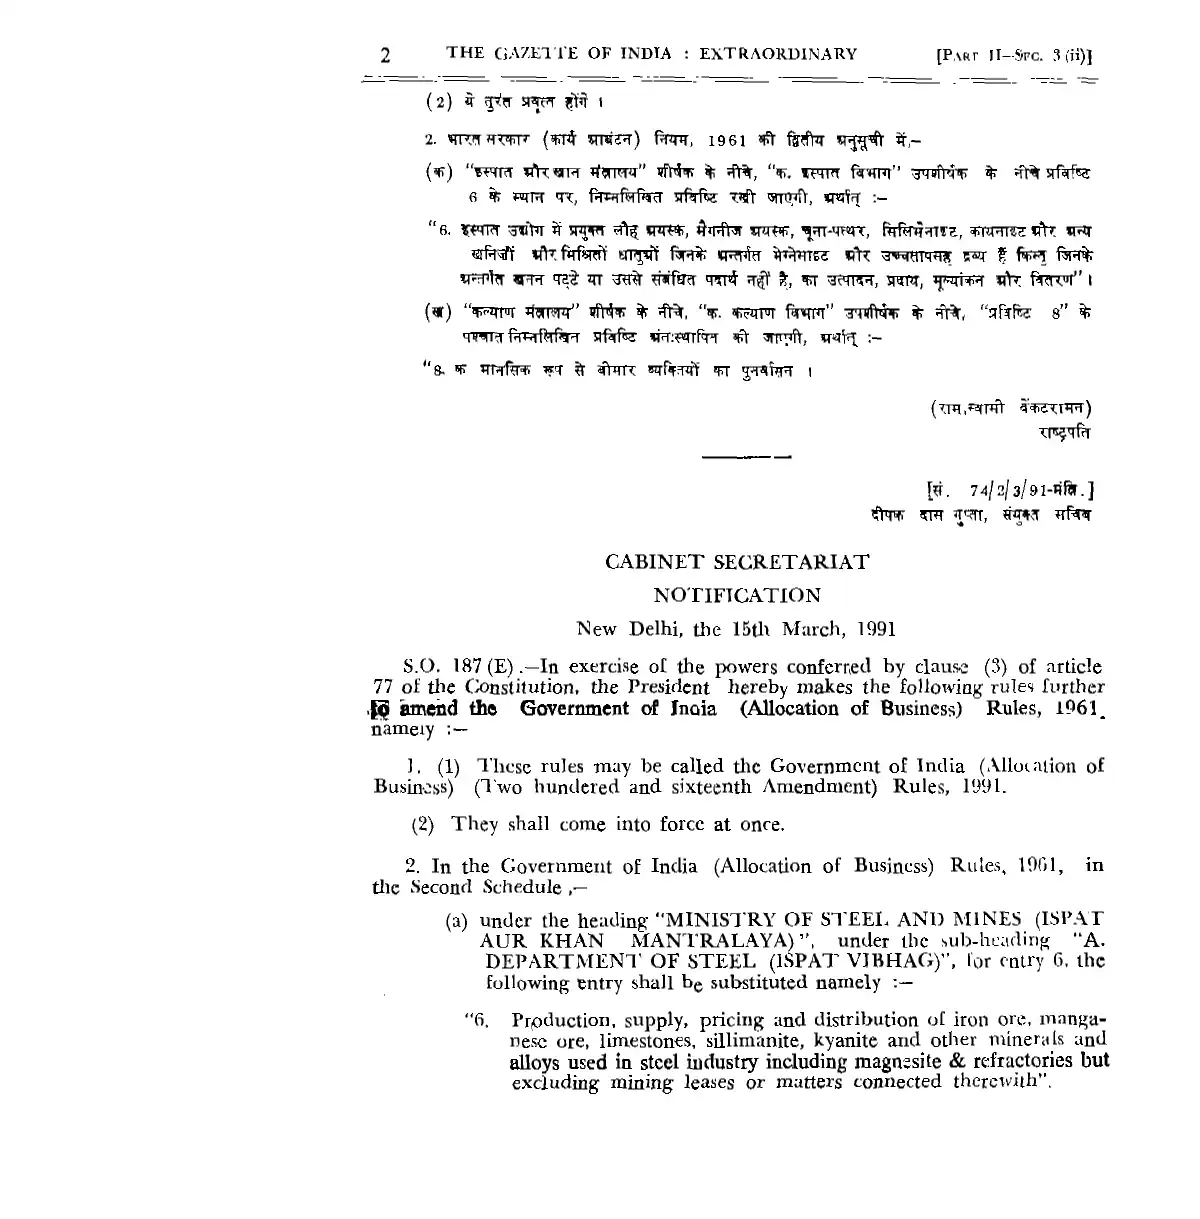 2 THE GAZETTE OF INDIA : EXTRAORDINARY [PART II—SEC. 3 (ii)]
(2) ये तुरंत प्रवृत्त होंगे ।
2. भारत सरकार (कार्य आबंटन) नियम, 1961 की द्वितीय अनुसूची में,—
(क) "इस्पात और खान मंत्रालय" शीर्षक के नीचे, "क. इस्पात विभाग" उपशीर्षक के नीचे प्रविष्टि
6 के स्थान पर, निम्नलिखित प्रविष्टि रखी जाएगी, अर्थात् :—
"6. इस्पात उद्योग में प्रयुक्त लौह अयस्क, मैगनीज अयस्क, चूना-पत्थर, सिलिमैनाइट, कायनाइट और अन्य
खनिजों और मिश्रितों धातुओं जिनके अन्तर्गत मेग्नेसाइट और उच्चतापसह द्रव्य हैं किन्तु जिनके
अन्तर्गत खनन पट्टे या उससे संबंधित पदार्थ नहीं है, का उत्पादन, प्रदाय, मूल्यांकन और वितरण" ।
(ख) "कल्याण मंत्रालय" शीर्षक के नीचे, "क. कल्याण विभाग" उपशीर्षक के नीचे, "प्रविष्टि 8" के
पश्चात निम्नलिखित प्रविष्टि अंतःस्थापित की जाएगी, अर्थात् :—
"8. क मानसिक रूप से बीमार व्यक्तियों का पुनर्वासन ।
(रामास्वामी वेंकटरामन)
राष्ट्रपति
[सं. 74/2/3/91-मंत्रि.]
दीपक दास गुप्ता, संयुक्त सचिव
CABINET SECRETARIAT
NOTIFICATION
New Delhi, the 15th March, 1991
S.O. 187 (E) .—In exercise of the powers conferred by clause (3) of article
77 of the Constitution, the President hereby makes the following rules further
to amend the Government of India (Allocation of Business) Rules, 1961,
namely :—
1. (1) These rules may be called the Government of India (Allocation of
Business) (Two hundered and sixteenth Amendment) Rules, 1991.
(2) They shall come into force at once.
2. In the Government of India (Allocation of Business) Rules, 1961, in
the Second Schedule ,—
(a) under the heading "MINISTRY OF STEEL AND MINES (ISPAT
AUR KHAN MANTRALAYA)", under the sub-heading "A.
DEPARTMENT OF STEEL (ISPAT VIBHAG)", for entry 6, the
following entry shall be substituted namely :—
"6. Production, supply, pricing and distribution of iron ore, manga-
nese ore, limestones, sillimanite, kyanite and other minerals and
alloys used in steel industry including magnesite & refractories but
excluding mining leases or matters connected therewith".